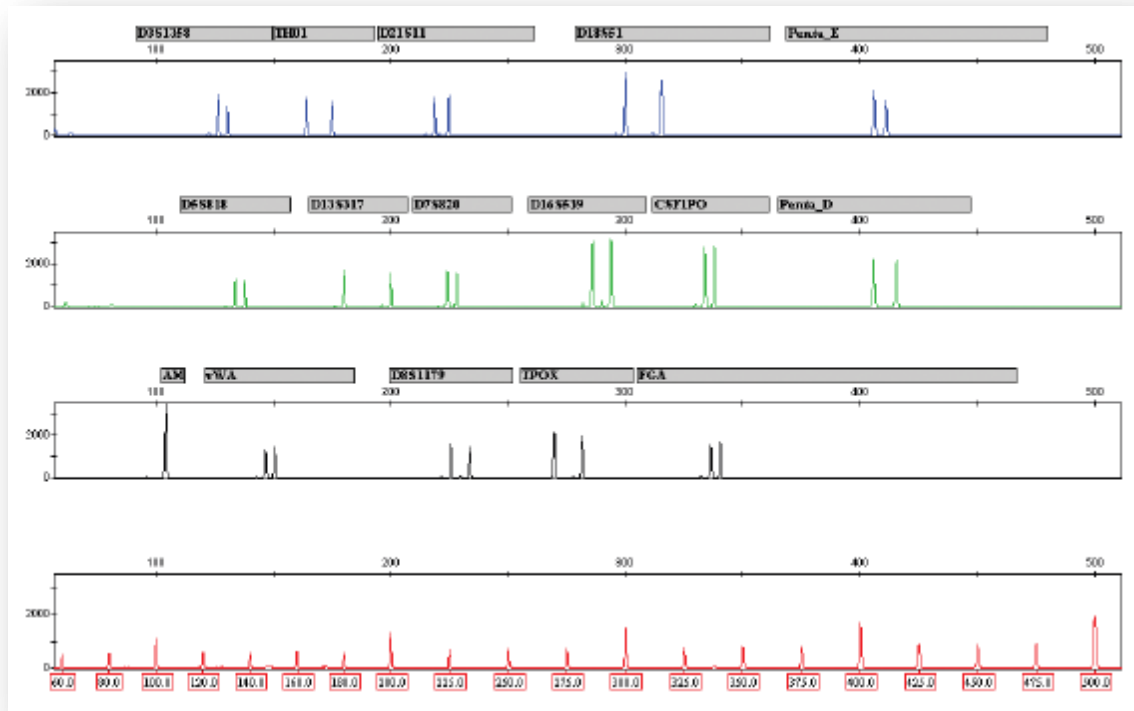 D3S1358 TH01 D21S11 D18S51 Penta_E
100 200 300 400 500
2000
0
D5S818 D13S317 D7S820 D16S539 CSF1PO Penta_D
100 200 300 400 500
2000
0
AM vWA D8S1179 TPOX FGA
100 200 300 400 500
2000
0
100 200 300 400 500
2000
0
60.0 80.0 100.0 120.0 140.0 160.0 180.0 200.0 225.0 250.0 275.0 300.0 325.0 350.0 375.0 400.0 425.0 450.0 475.0 500.0